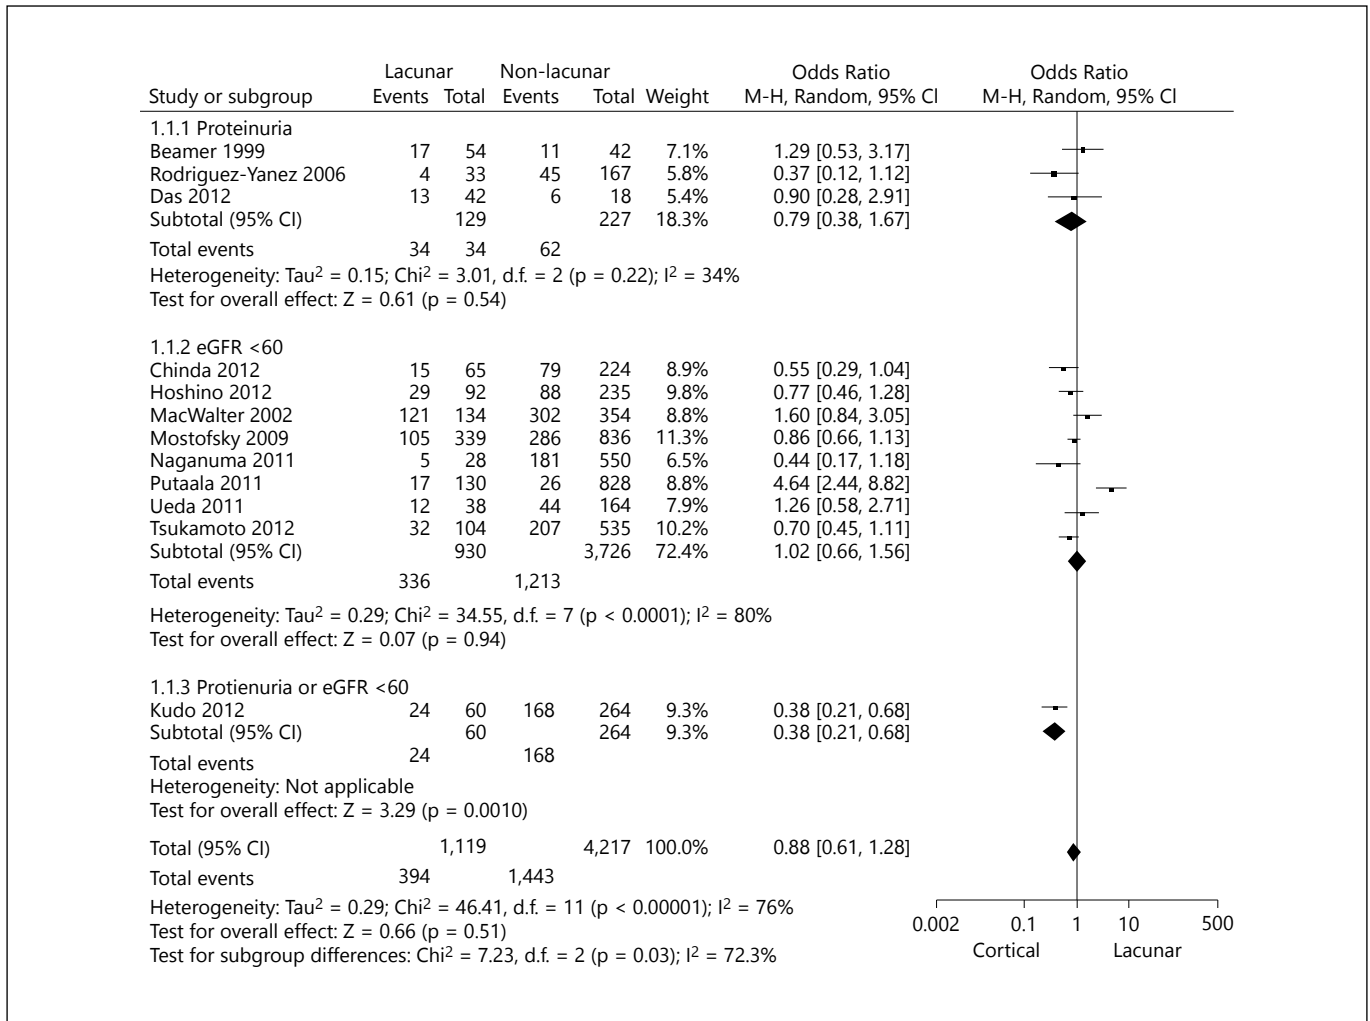 Lacunar Non-lacunar Odds Ratio Odds Ratio
Study or subgroup Events Total Events Total Weight M-H, Random, 95% CI M-H, Random, 95% CI
1.1.1 Proteinuria
Beamer 1999 17 54 11 42 7.1% 1.29 [0.53, 3.17]
Rodriguez-Yanez 2006 4 33 45 167 5.8% 0.37 [0.12, 1.12]
Das 2012 13 42 6 18 5.4% 0.90 [0.28, 2.91]
Subtotal (95% CI) 129 227 18.3% 0.79 [0.38, 1.67]
Total events 34 34 62
Heterogeneity: Tau² = 0.15; Chi² = 3.01, d.f. = 2 (p = 0.22); I² = 34%
Test for overall effect: Z = 0.61 (p = 0.54)
1.1.2 eGFR <60
Chinda 2012 15 65 79 224 8.9% 0.55 [0.29, 1.04]
Hoshino 2012 29 92 88 235 9.8% 0.77 [0.46, 1.28]
MacWalter 2002 121 134 302 354 8.8% 1.60 [0.84, 3.05]
Mostofsky 2009 105 339 286 836 11.3% 0.86 [0.66, 1.13]
Naganuma 2011 5 28 181 550 6.5% 0.44 [0.17, 1.18]
Putaala 2011 17 130 26 828 8.8% 4.64 [2.44, 8.82]
Ueda 2011 12 38 44 164 7.9% 1.26 [0.58, 2.71]
Tsukamoto 2012 32 104 207 535 10.2% 0.70 [0.45, 1.11]
Subtotal (95% CI) 930 3,726 72.4% 1.02 [0.66, 1.56]
Total events 336 1,213
Heterogeneity: Tau² = 0.29; Chi² = 34.55, d.f. = 7 (p < 0.0001); I² = 80%
Test for overall effect: Z = 0.07 (p = 0.94)
1.1.3 Protienuria or eGFR <60
Kudo 2012 24 60 168 264 9.3% 0.38 [0.21, 0.68]
Subtotal (95% CI) 60 264 9.3% 0.38 [0.21, 0.68]
Total events 24 168
Heterogeneity: Not applicable
Test for overall effect: Z = 3.29 (p = 0.0010)
Total (95% CI) 1,119 4,217 100.0% 0.88 [0.61, 1.28]
Total events 394 1,443
Heterogeneity: Tau² = 0.29; Chi² = 46.41, d.f. = 11 (p < 0.00001); I² = 76%
Test for overall effect: Z = 0.66 (p = 0.51)
Test for subgroup differences: Chi² = 7.23, d.f. = 2 (p = 0.03); I² = 72.3%
0.002 0.1 1 10 500
Cortical Lacunar